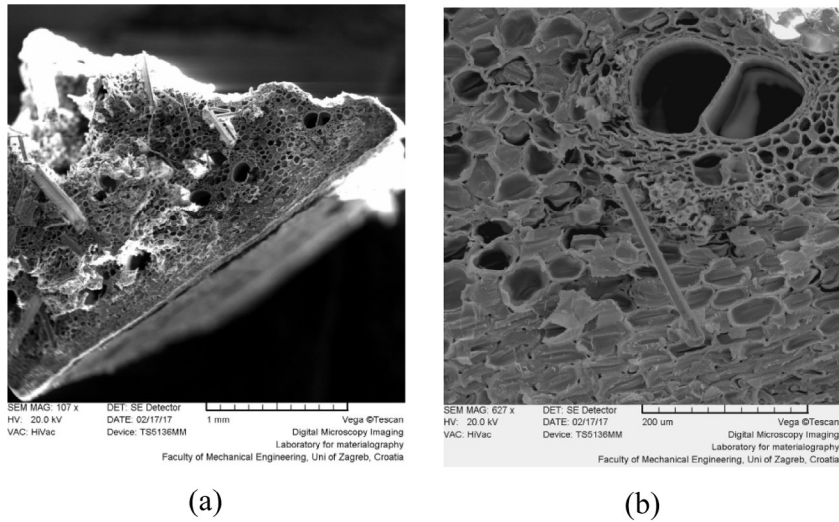 SEM MAG: 107 x DET: SE Detector
HV: 20.0 kV DATE: 02/17/17 1 mm Vega ©Tescan
VAC: HiVac Device: TS5136MM Digital Microscopy Imaging
Laboratory for materialography
Faculty of Mechanical Engineering, Uni of Zagreb, Croatia
(a)
SEM MAG: 627 x DET: SE Detector
HV: 20.0 kV DATE: 02/17/17 200 um Vega ©Tescan
VAC: HiVac Device: TS5136MM Digital Microscopy Imaging
Laboratory for materialography
Faculty of Mechanical Engineering, Uni of Zagreb, Croatia
(b)